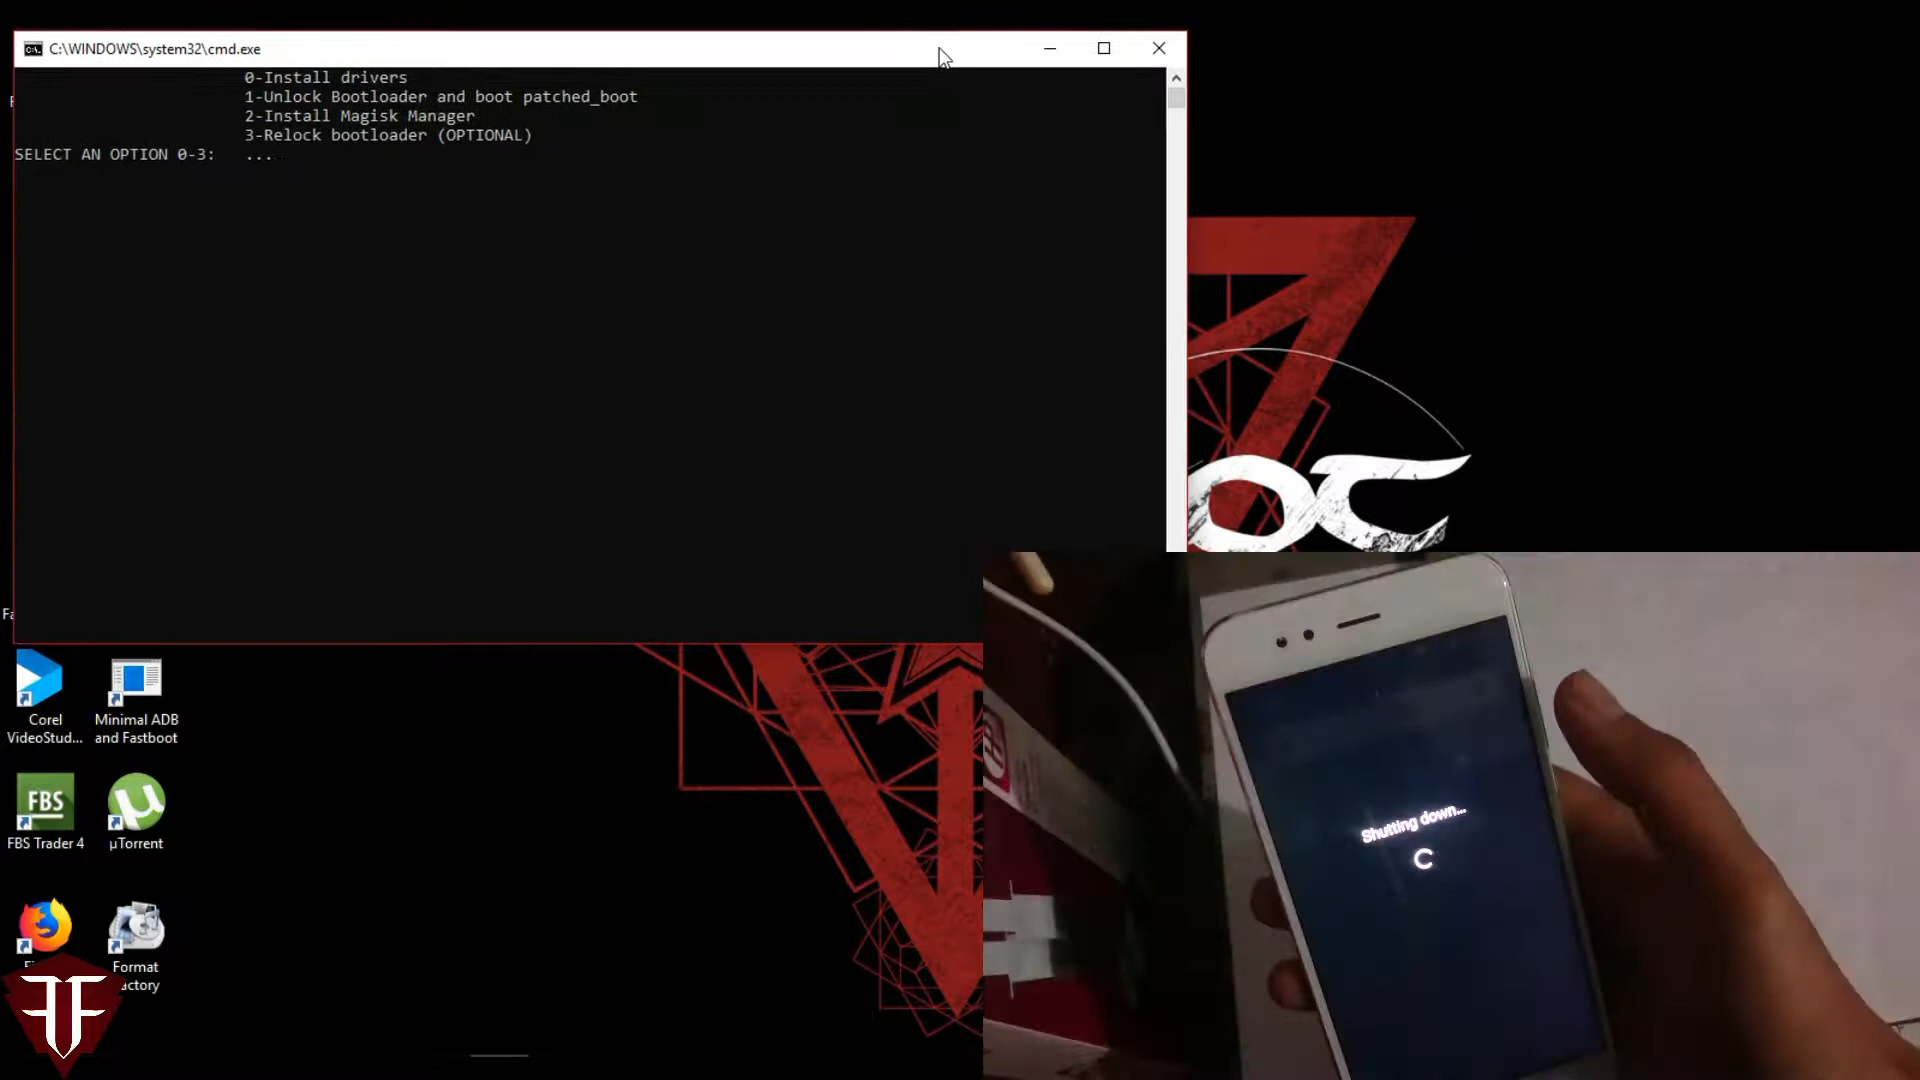 C:\WINDOWS\system32\cmd.exe
0-Install drivers
1-Unlock Bootloader and boot patched_boot
2-Install Magisk Manager
3-Relock bootloader (OPTIONAL)
SELECT AN OPTION 0-3: ...
Corel
VideoStud...
Minimal ADB
and Fastboot
FBS
FBS Trader 4
µTorrent
Format
actory
Shutting down...